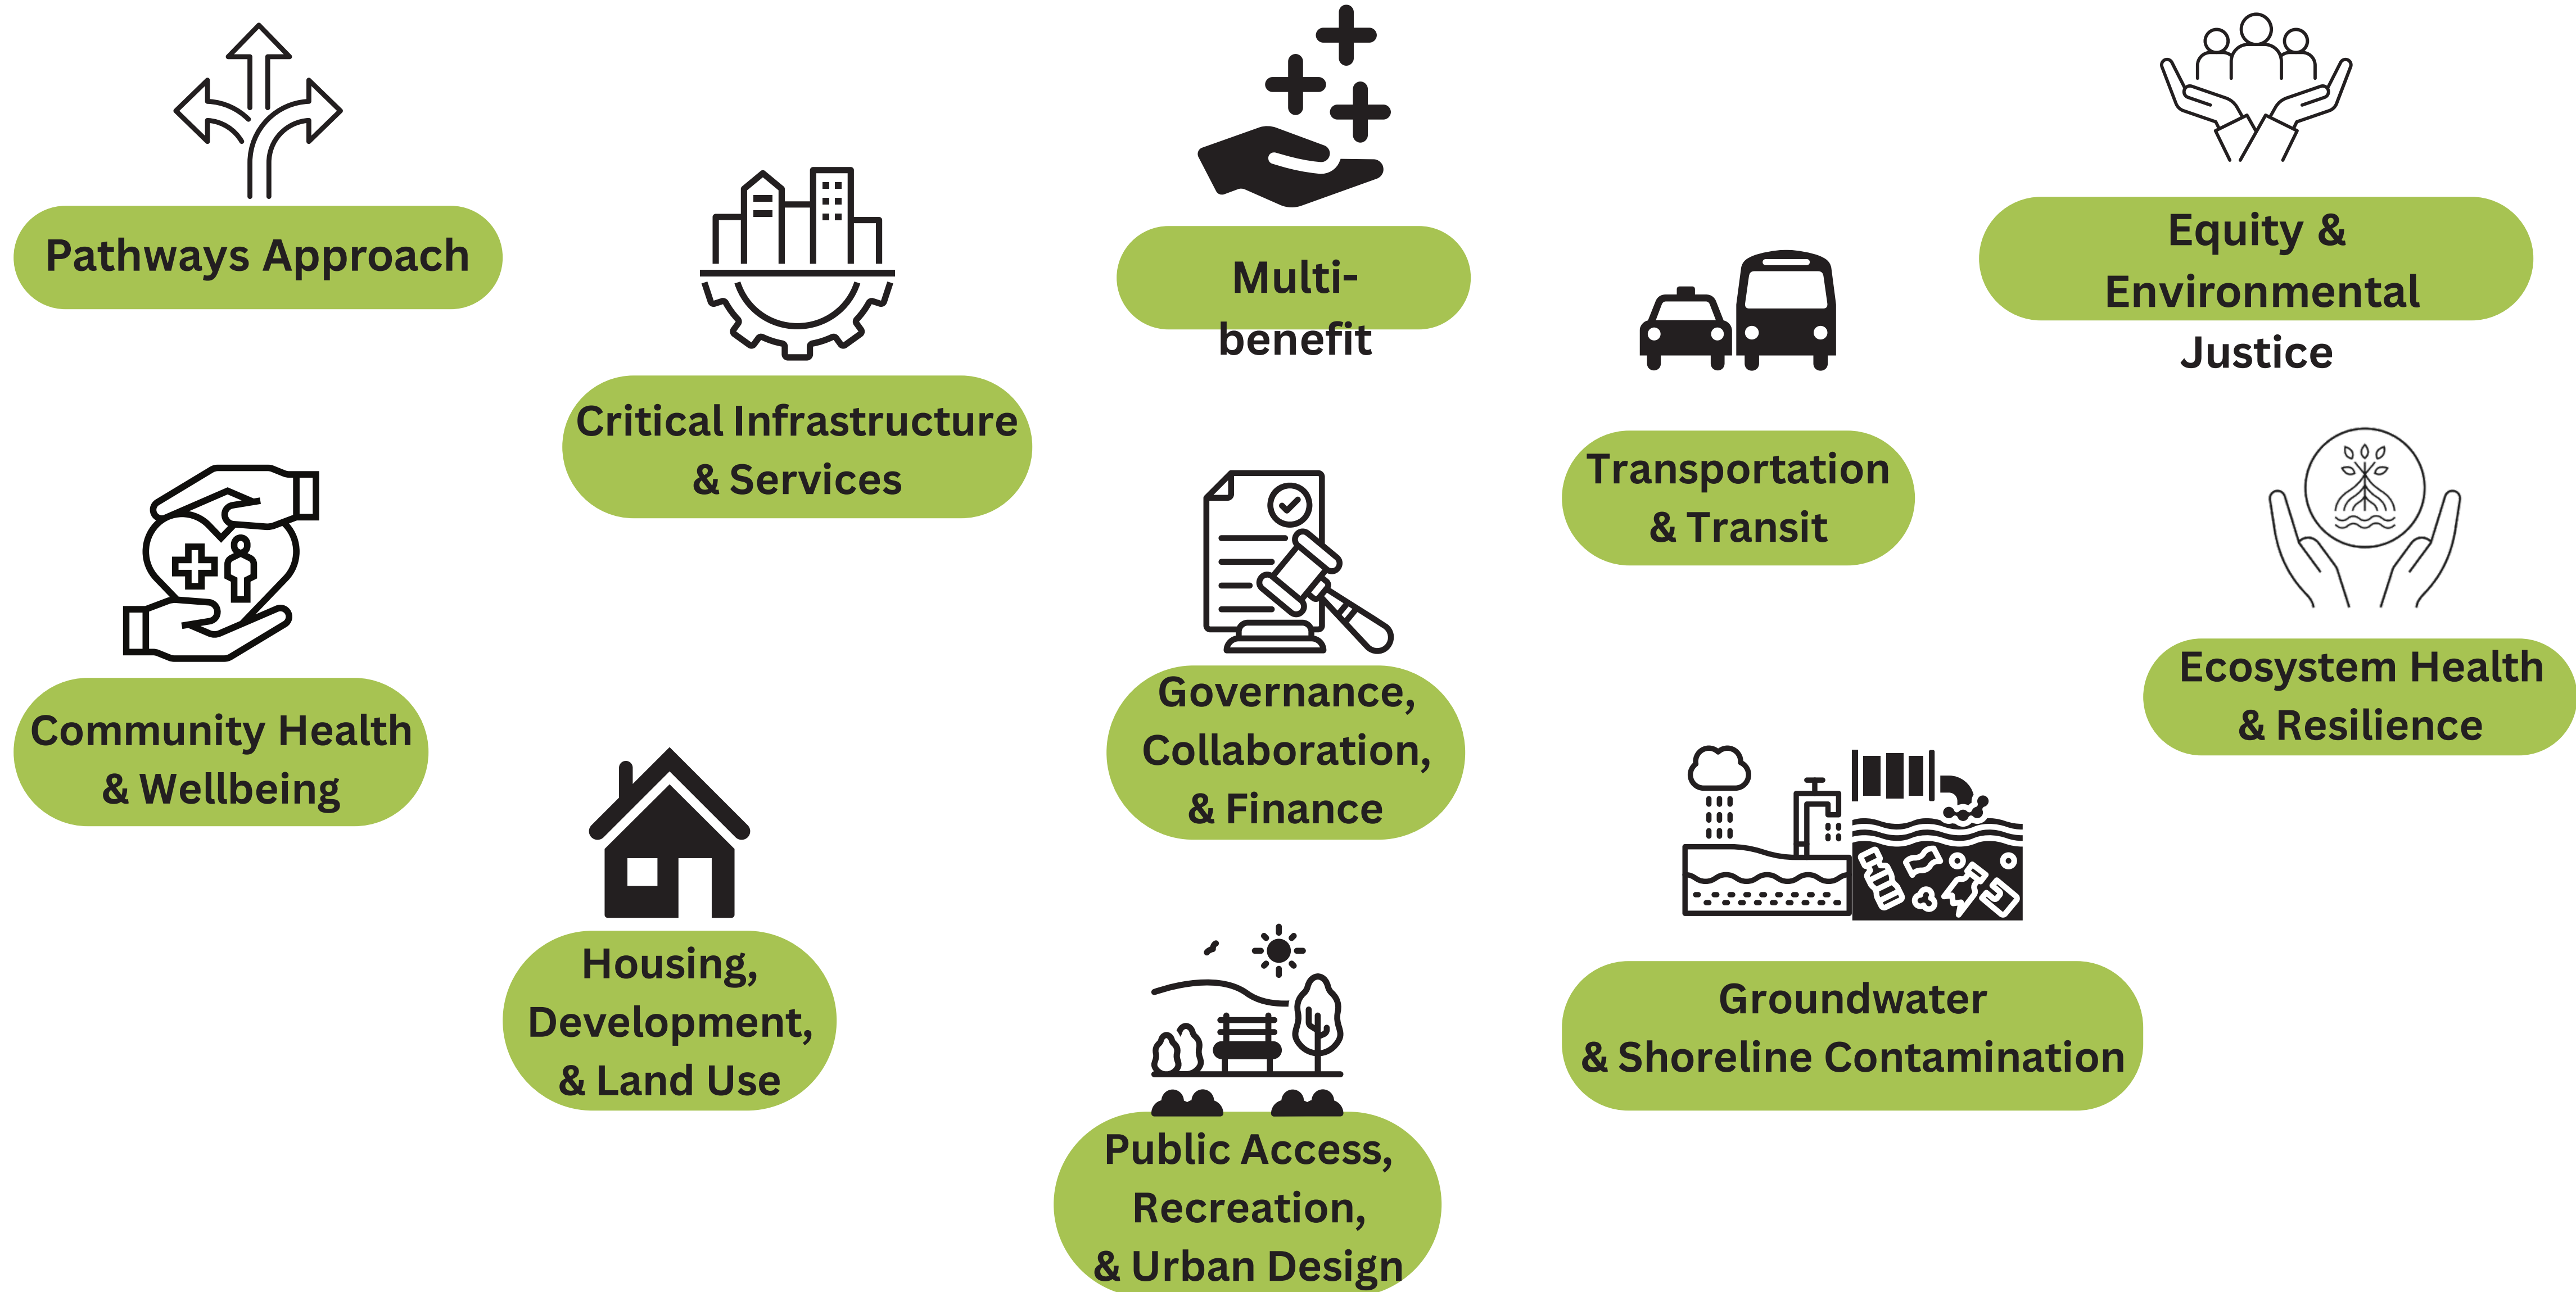 Pathways Approach
Critical Infrastructure
& Services
Multi-
benefit
Transportation
& Transit
Equity &
Environmental
Justice
Community Health
& Wellbeing
Governance,
Collaboration,
& Finance
Ecosystem Health
& Resilience
Housing,
Development,
& Land Use
Groundwater
& Shoreline Contamination
Public Access,
Recreation,
& Urban Design